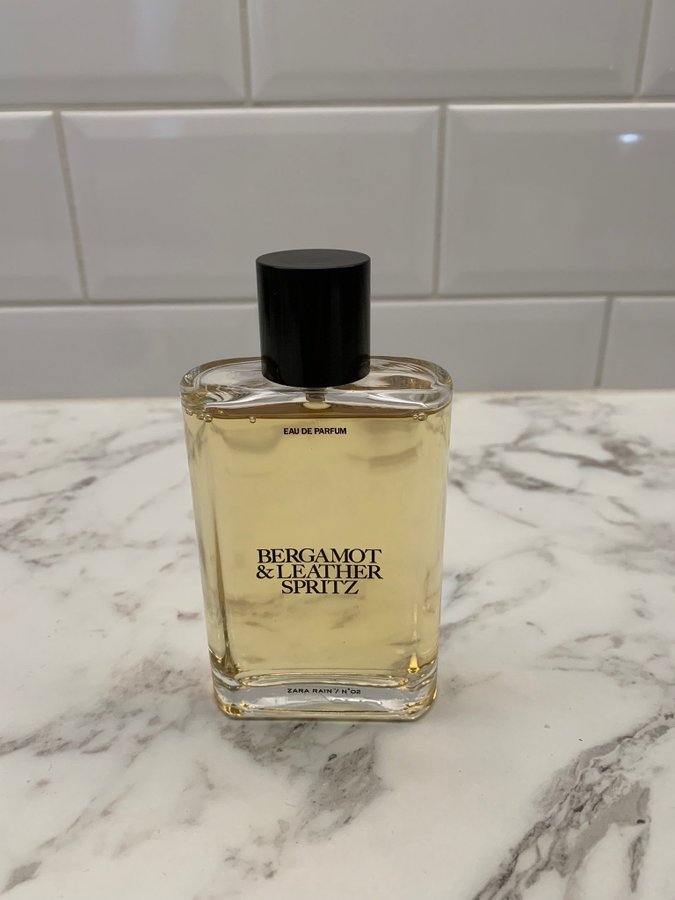 EAU DE PARFUM
BERGAMOT
& LEATHER
SPRITZ
ZARA RAIN / N°02